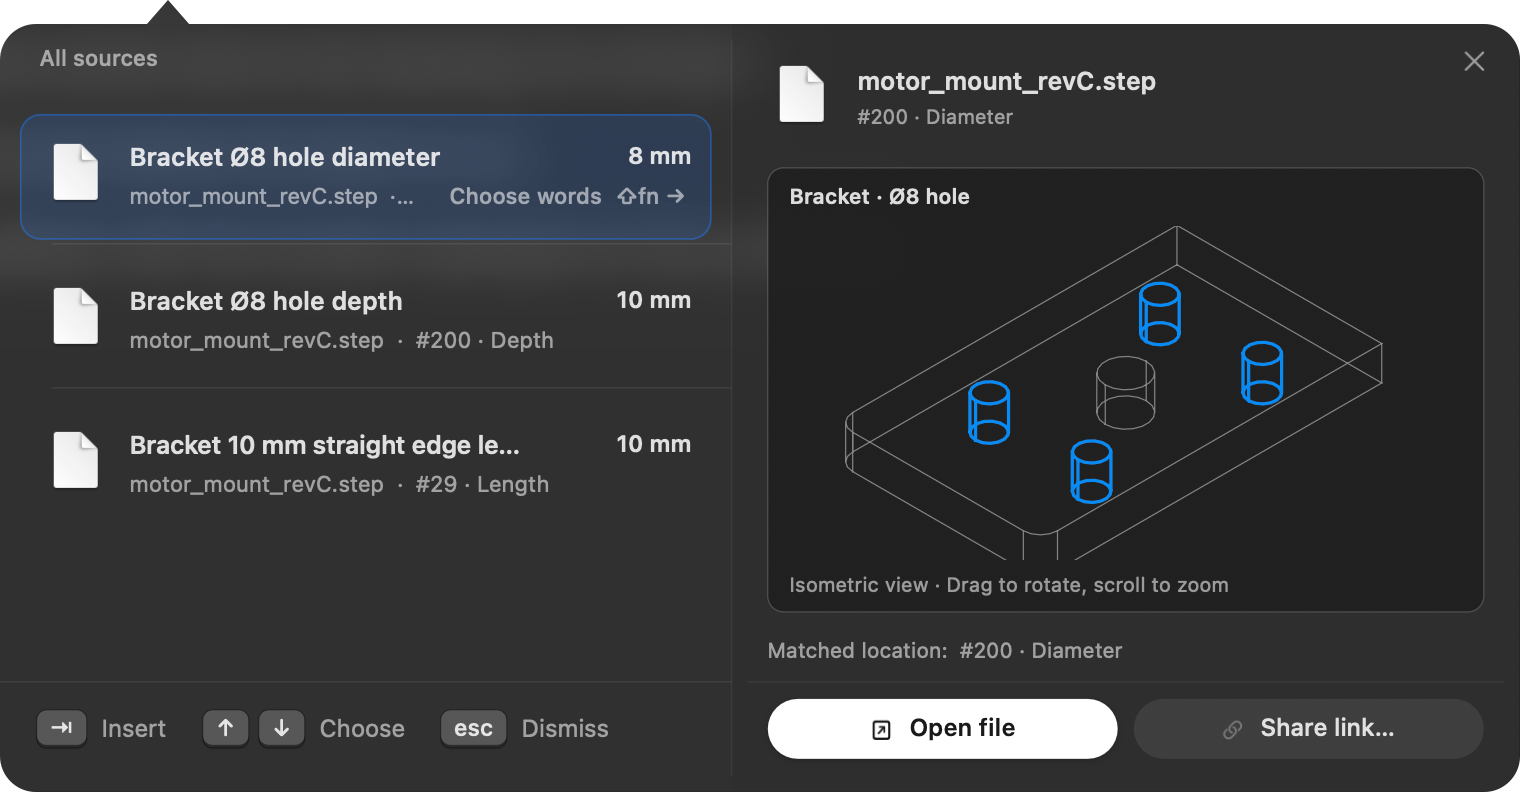 All sources
Bracket Ø8 hole diameter 8 mm
motor_mount_revC.step ·... Choose words ⇧fn →
Bracket Ø8 hole depth 10 mm
motor_mount_revC.step · #200 · Depth
Bracket 10 mm straight edge le... 10 mm
motor_mount_revC.step · #29 · Length
⇥ Insert ↑ ↓ Choose esc Dismiss
motor_mount_revC.step
#200 · Diameter
Bracket · Ø8 hole
Isometric view · Drag to rotate, scroll to zoom
Matched location: #200 · Diameter
Open file
Share link...